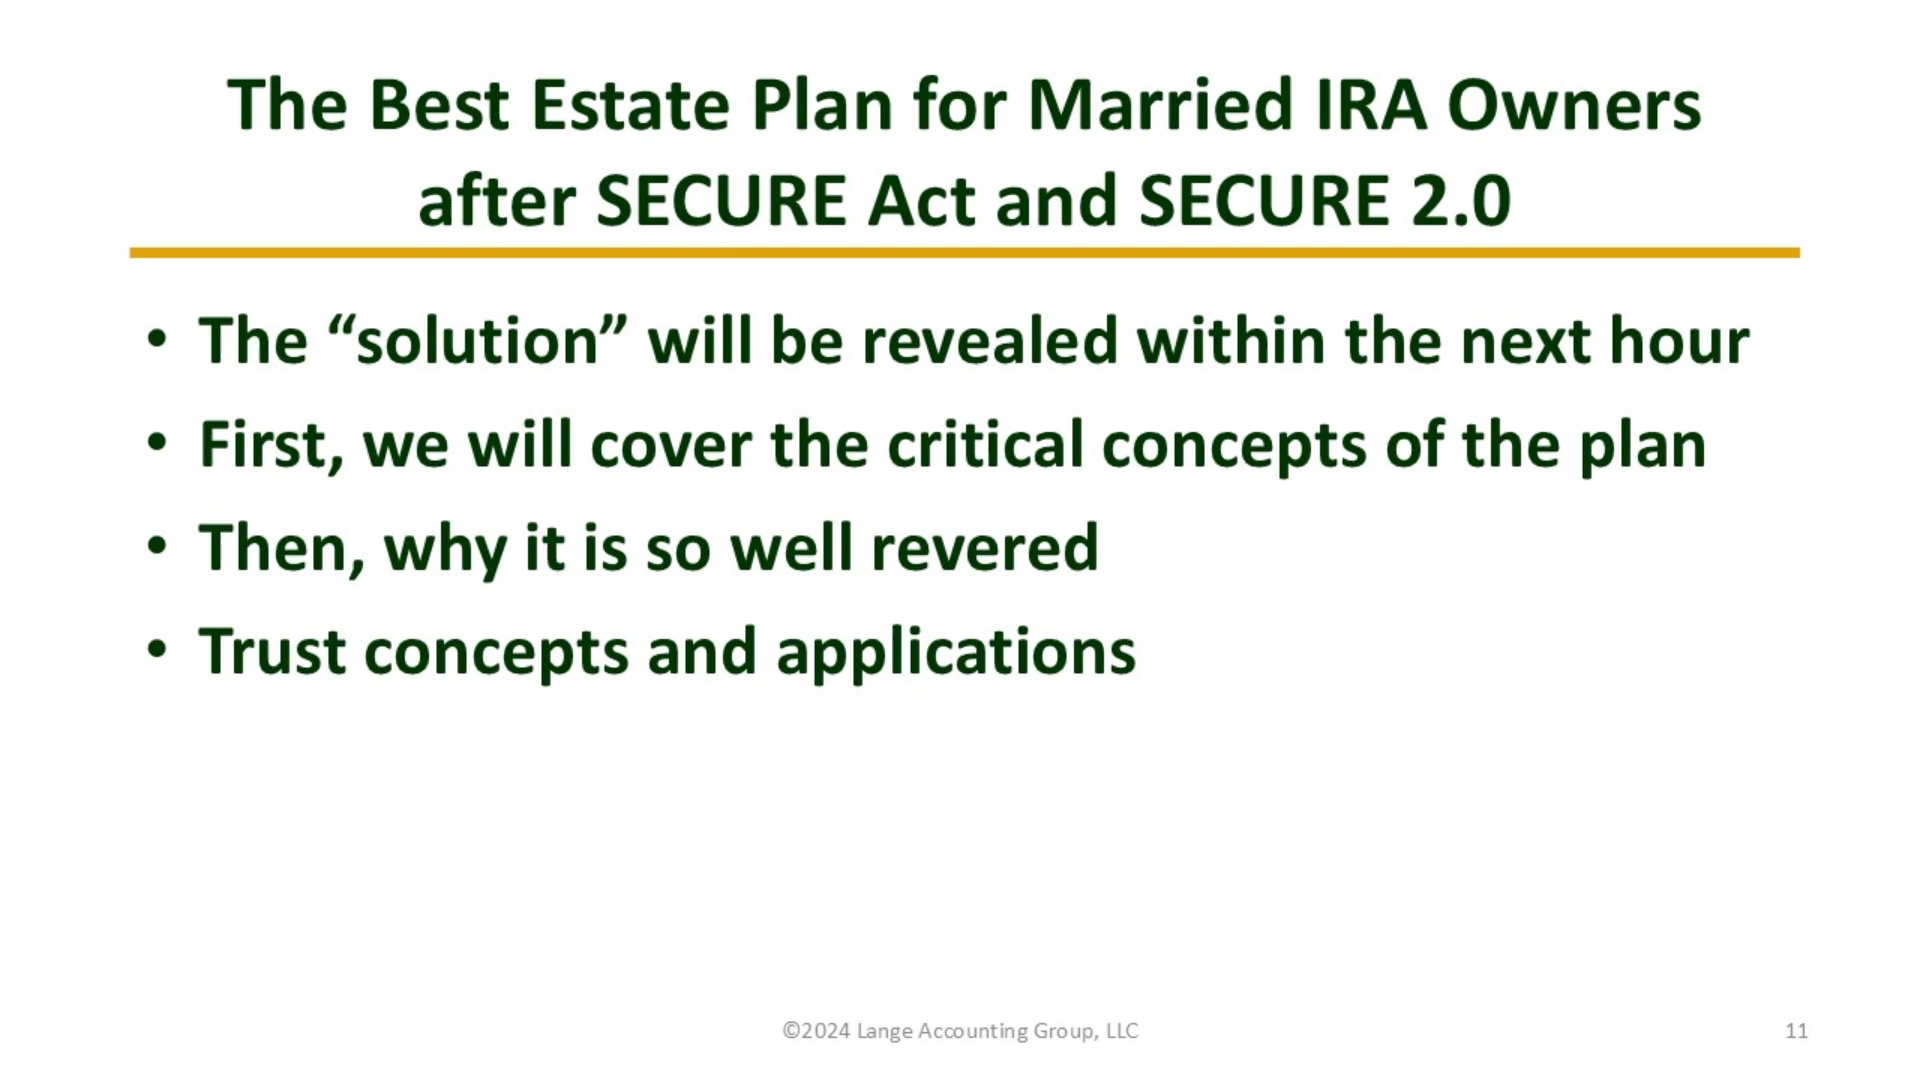 The Best Estate Plan for Married IRA Owners
after SECURE Act and SECURE 2.0
• The “solution” will be revealed within the next hour
• First, we will cover the critical concepts of the plan
• Then, why it is so well revered
• Trust concepts and applications
©2024 Lange Accounting Group, LLC
11